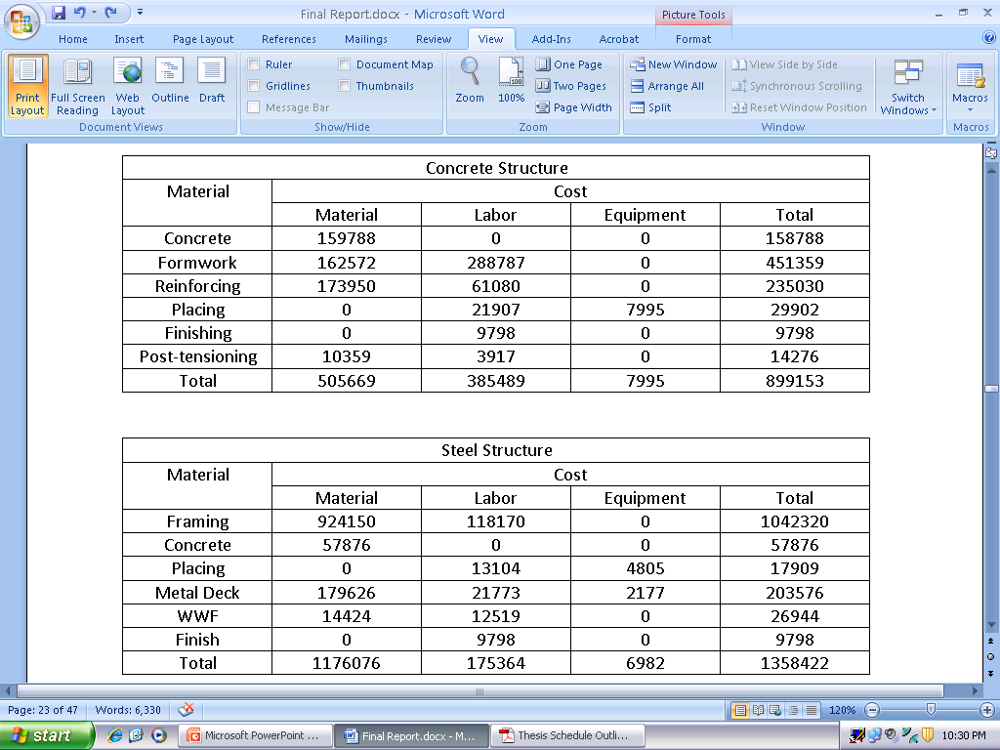 Final Report.docx - Microsoft Word
Picture Tools
Home Insert Page Layout References Mailings Review View Add-Ins Acrobat Format
Print Layout
Full Screen Reading
Web Layout
Outline
Draft
Document Views
Ruler
Gridlines
Message Bar
Document Map
Thumbnails
Show/Hide
Zoom
100
100%
One Page
Two Pages
Page Width
Zoom
New Window
Arrange All
Split
View Side by Side
Synchronous Scrolling
Reset Window Position
Switch Windows
Window
Macros
Macros
Concrete Structure
Material Cost
Material Labor Equipment Total
Concrete 159788 0 0 158788
Formwork 162572 288787 0 451359
Reinforcing 173950 61080 0 235030
Placing 0 21907 7995 29902
Finishing 0 9798 0 9798
Post-tensioning 10359 3917 0 14276
Total 505669 385489 7995 899153
Steel Structure
Material Cost
Material Labor Equipment Total
Framing 924150 118170 0 1042320
Concrete 57876 0 0 57876
Placing 0 13104 4805 17909
Metal Deck 179626 21773 2177 203576
WWF 14424 12519 0 26944
Finish 0 9798 0 9798
Total 1176076 175364 6982 1358422
Page: 23 of 47 Words: 6,330 120%
start Microsoft PowerPoint ... Final Report.docx - M... Thesis Schedule Outli... 10:30 PM